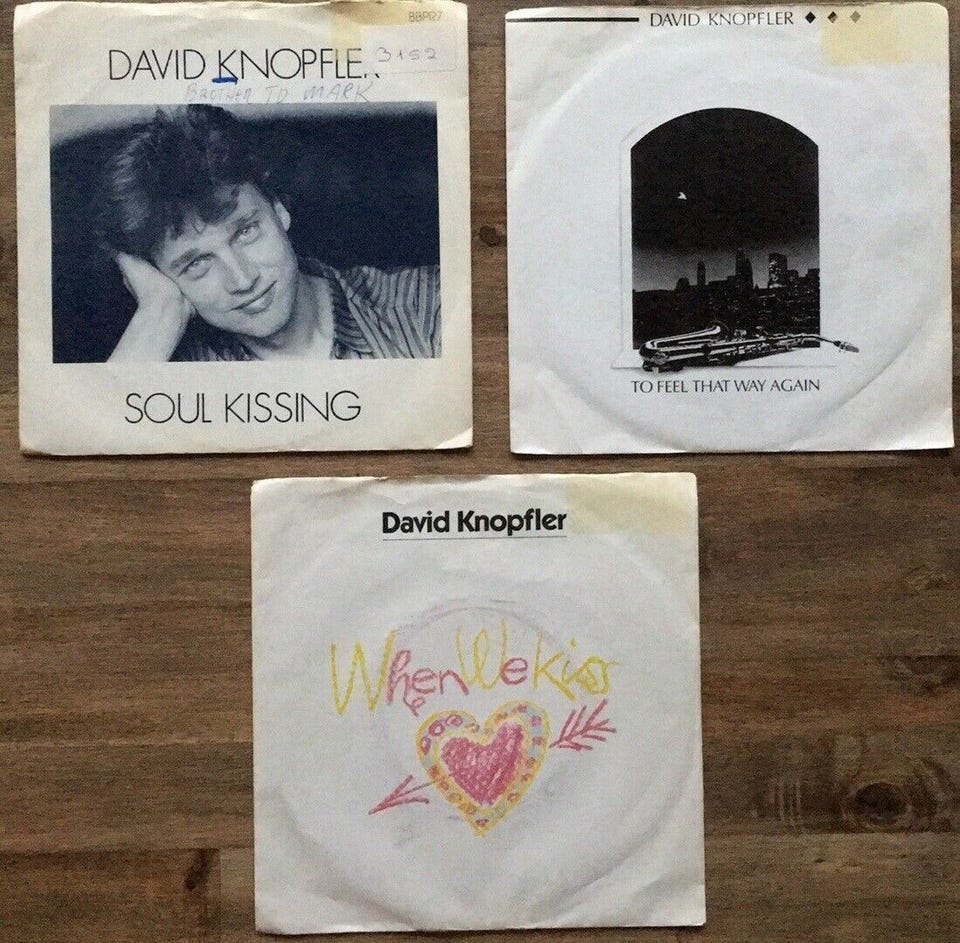 BBPR7
DAVID KNOPFLER
3152
BROTHER TO MARK
SOUL KISSING
DAVID KNOPFLER
TO FEEL THAT WAY AGAIN
David Knopfler
When We Kiss